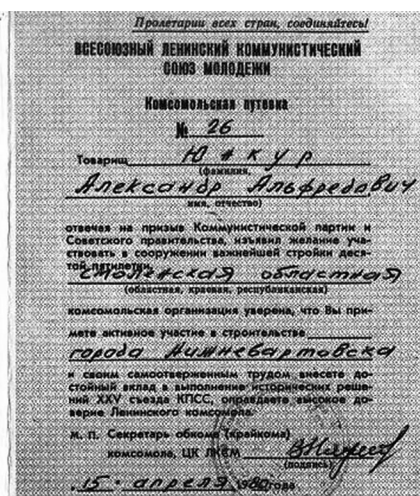 Пролетарии всех стран, соединяйтесь!
ВСЕСОЮЗНЫЙ ЛЕНИНСКИЙ КОММУНИСТИЧЕСКИЙ
СОЮЗ МОЛОДЕЖИ
Комсомольская путевка
№ 26
Товарищ Юнкур
(фамилия,
Александр Альфредович
имя, отчество)
отвечая на призыв Коммунистической партии и
Советского правительства, изъявил желание уча-
ствовать в сооружении важнейшей стройки деся-
той пятилетки.
Смоленская областная
(областная, краевая, республиканская)
комсомольская организация уверена, что Вы при-
мете активное участие в строительстве
города Нижневартовска
и своим самоотверженным трудом внесете до-
стойный вклад в выполнение исторических реше-
ний XXV съезда КПСС, оправдаете высокое до-
верие Ленинского комсомола.
М. П. Секретарь обкома (крайкома)
комсомола, ЦК ЛКСМ
(подпись)
15 апреля 1980 года